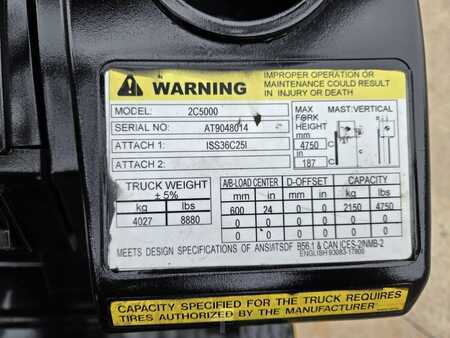 WARNING
IMPROPER OPERATION OR
MAINTENANCE COULD RESULT
IN INJURY OR DEATH
MODEL: 2C5000
SERIAL NO: AT9048014
ATTACH 1: ISS36C25I
ATTACH 2:
MAX FORK HEIGHT
mm
4750
in
187
MAST: VERTICAL
C
C
TRUCK WEIGHT
± 5%
kg lbs
4027 8880
A/B-LOAD CENTER D-OFFSET CAPACITY
mm in mm in kg lbs
600 24 0 0 2150 4750
0 0 0 0 0 0
0 0 0 0 0 0
MEETS DESIGN SPECIFICATIONS OF ANSI/ITSDF B56.1 & CAN ICES-2/NMB-2
ENGLISH 93083-17900
CAPACITY SPECIFIED FOR THE TRUCK REQUIRES
TIRES AUTHORIZED BY THE MANUFACTURER